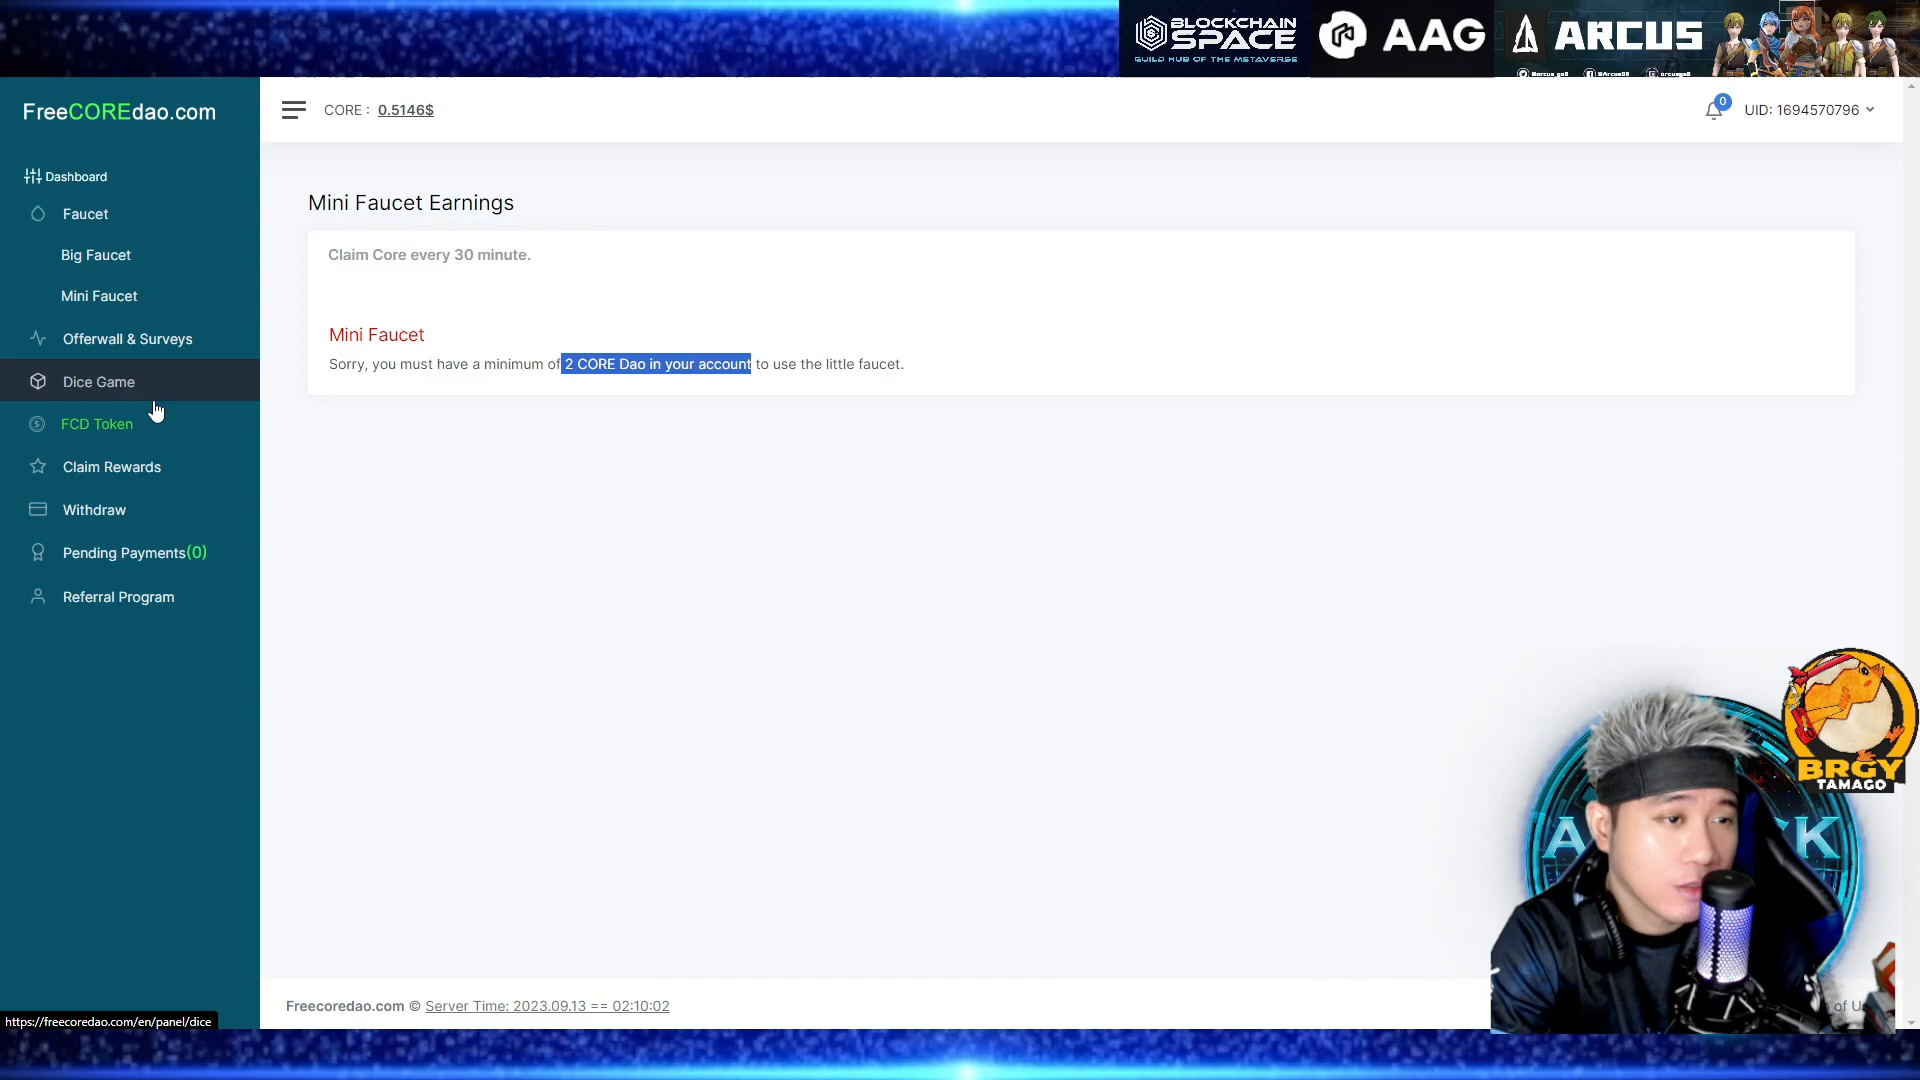 BLOCKCHAIN
SPACE
GUILD HUB OF THE METAVERSE
AAG
ARCUS
FreeCOREdao.com
CORE : 0.5146$
0
UID: 1694570796
Dashboard
Faucet
Big Faucet
Mini Faucet
Offerwall & Surveys
Dice Game
FCD Token
Claim Rewards
Withdraw
Pending Payments(0)
Referral Program
Mini Faucet Earnings
Claim Core every 30 minute.
Mini Faucet
Sorry, you must have a minimum of 2 CORE Dao in your account to use the little faucet.
BRGY
TAMAGO
Freecoredao.com © Server Time: 2023.09.13 == 02:10:02
https://freecoredao.com/en/panel/dice